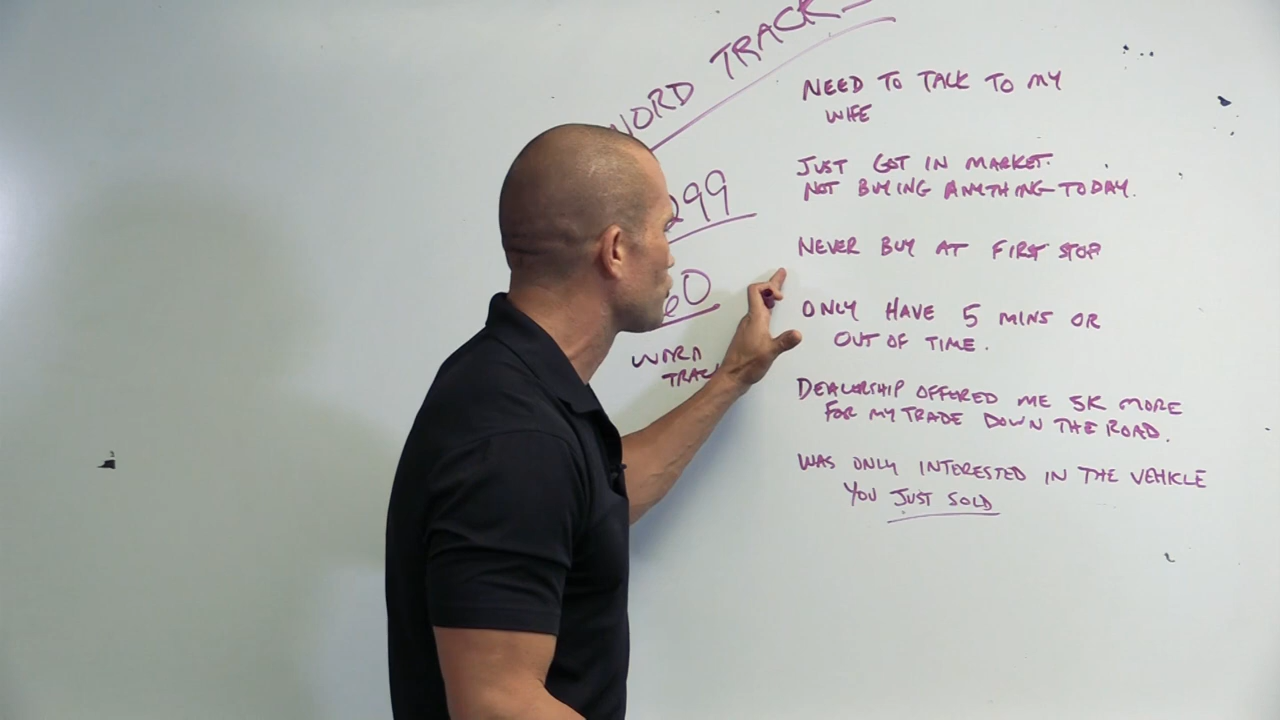 WORD TRACK
299
60
WORD
TRACK
NEED TO TALK TO MY
WIFE
JUST GOT IN MARKET.
NOT BUYING ANYTHING TODAY.
NEVER BUY AT FIRST STOP
ONLY HAVE 5 MINS OR
OUT OF TIME.
DEALERSHIP OFFERED ME 5K MORE
FOR MY TRADE DOWN THE ROAD.
WAS ONLY INTERESTED IN THE VEHICLE
YOU JUST SOLD